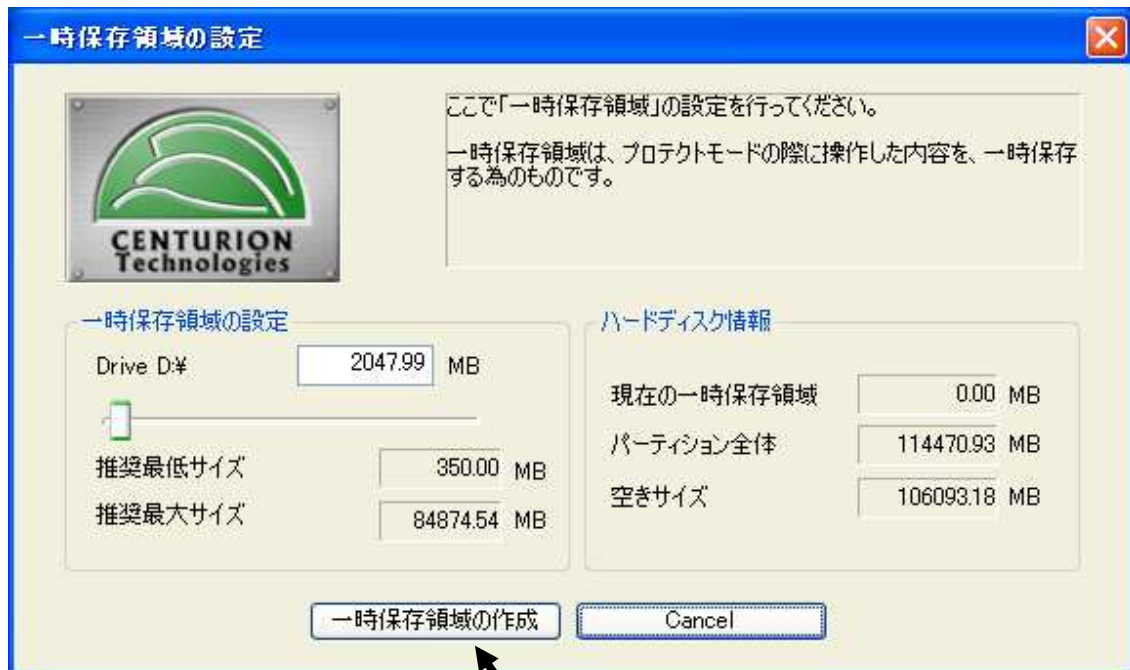 一時保存領域の設定
CENTURION
Technologies
ここで「一時保存領域」の設定を行ってください。
一時保存領域は、プロテクトモードの際に操作した内容を、一時保存
する為のものです。
一時保存領域の設定
Drive D:¥ 2047.99 MB
推奨最低サイズ 350.00 MB
推奨最大サイズ 84874.54 MB
ハードディスク情報
現在の一時保存領域 0.00 MB
パーティション全体 114470.93 MB
空きサイズ 106093.18 MB
一時保存領域の作成 Cancel